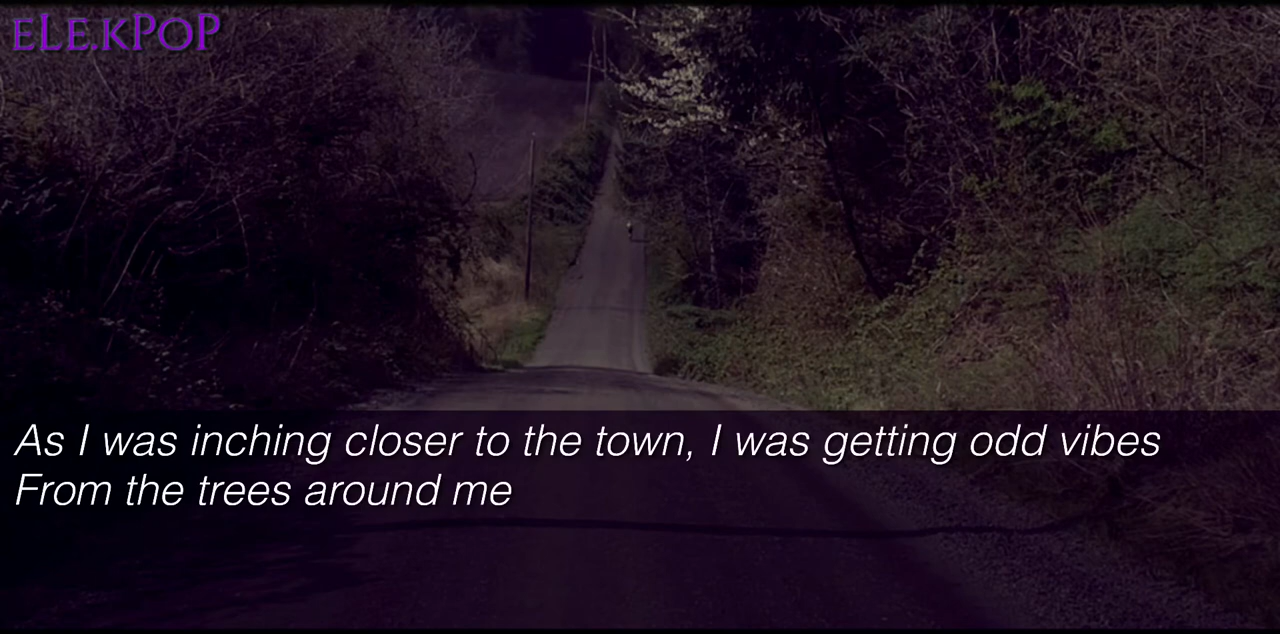 ELE.KPOP
As I was inching closer to the town, I was getting odd vibes
From the trees around me